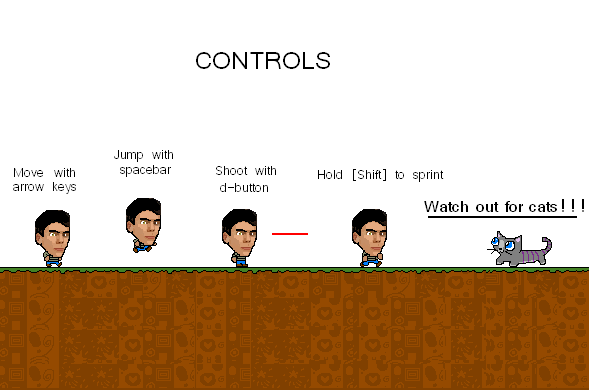 CONTROLS
Move with
arrow keys
Jump with
spacebar
Shoot with
d-button
Hold [Shift] to sprint
Watch out for cats!!!